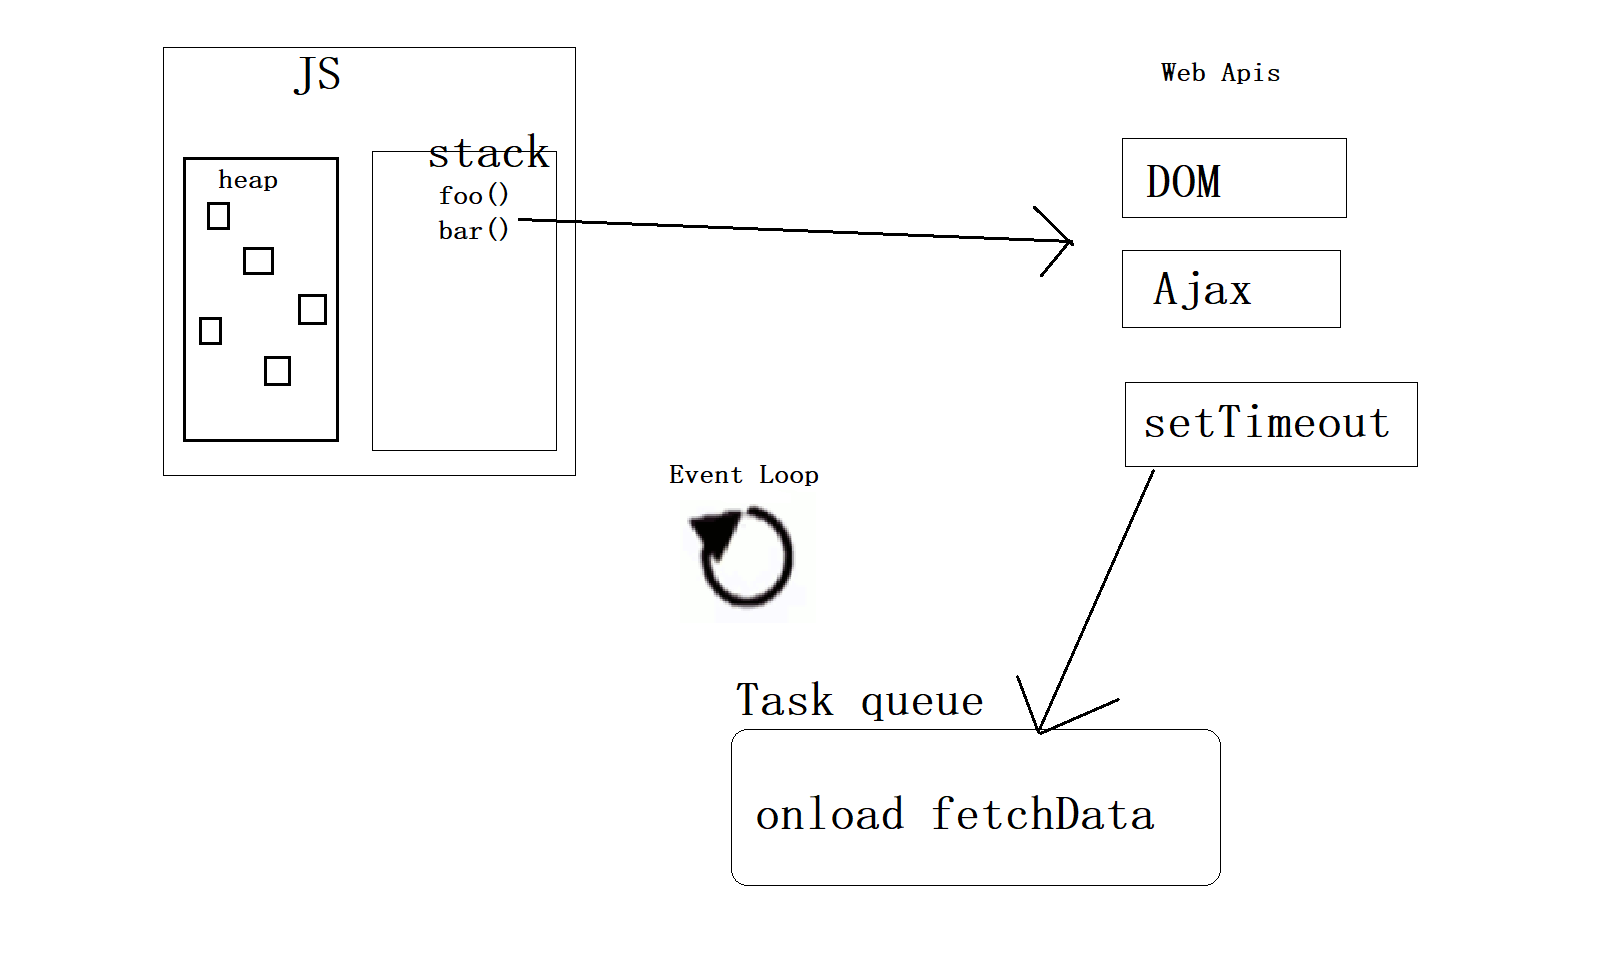 JS
heap
stack
foo()
bar()
Web Apis
DOM
Ajax
setTimeout
Event Loop
Task queue
onload fetchData